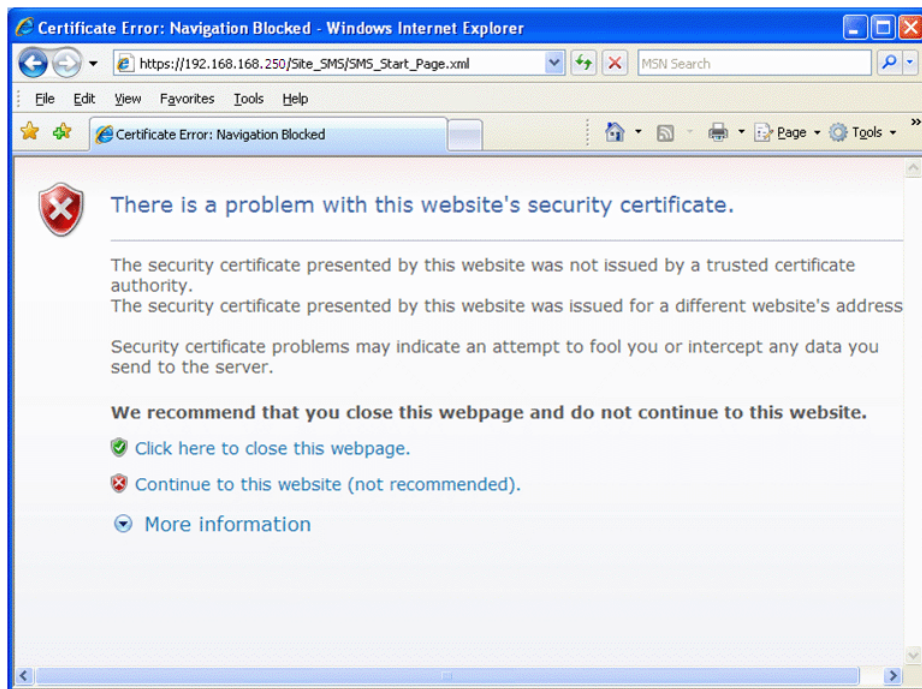 Certificate Error: Navigation Blocked - Windows Internet Explorer
https://192.168.168.250/Site_SMS/SMS_Start_Page.xml
MSN Search
File Edit View Favorites Tools Help
Certificate Error: Navigation Blocked
Page Tools
There is a problem with this website's security certificate.
The security certificate presented by this website was not issued by a trusted certificate
authority.
The security certificate presented by this website was issued for a different website's address
Security certificate problems may indicate an attempt to fool you or intercept any data you
send to the server.
We recommend that you close this webpage and do not continue to this website.
Click here to close this webpage.
Continue to this website (not recommended).
More information